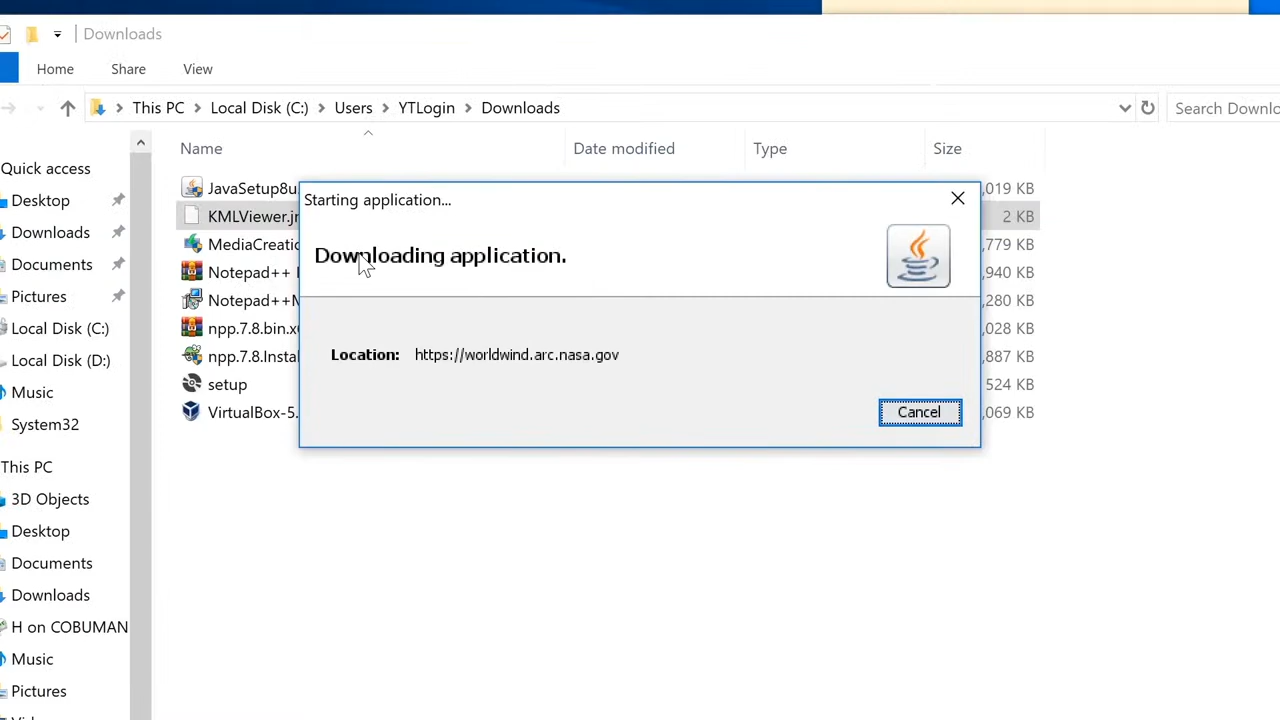 Downloads
Home Share View
This PC Local Disk (C:) Users YTLogin Downloads Search Downlo
Name Date modified Type Size
Quick access
Desktop
Downloads
Documents
Pictures
Local Disk (C:)
Local Disk (D:)
Music
System32
This PC
3D Objects
Desktop
Documents
Downloads
H on COBUMAN
Music
Pictures
JavaSetup8u ,019 KB
KMLViewer.jn 2 KB
MediaCreatio ,779 KB
Notepad++ ,940 KB
Notepad++M ,280 KB
npp.7.8.bin.x ,028 KB
npp.7.8.Instal ,887 KB
setup 524 KB
VirtualBox-5. ,069 KB
Starting application...
Downloading application.
Location: https://worldwind.arc.nasa.gov
Cancel